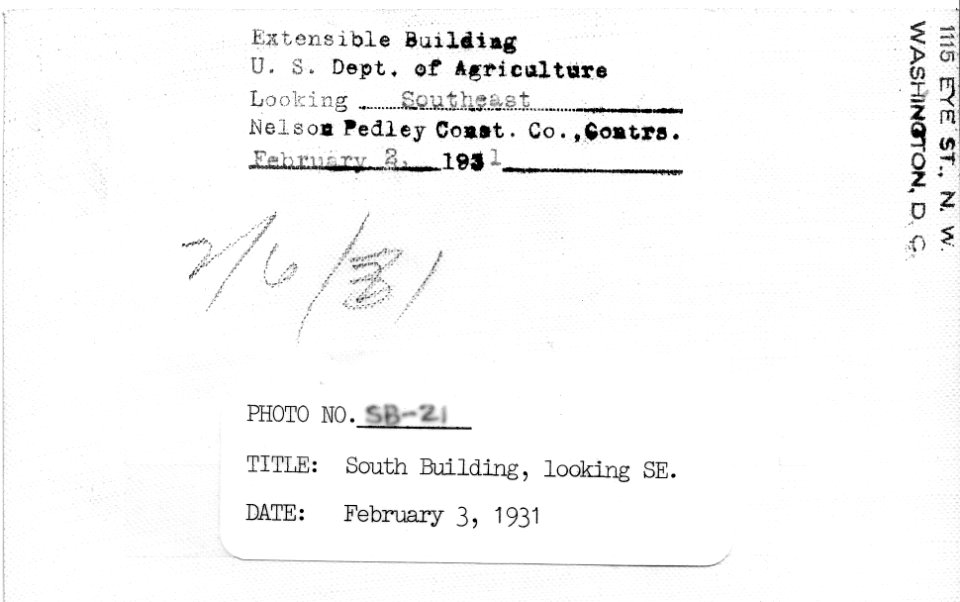 Extensible Building
U. S. Dept. of Agriculture
Looking Southeast
Nelson Pedley Const. Co., Contrs.
February 2, 1931
1115 EYE ST., N. W.
WASHINGTON, D. C.
2/6/31
PHOTO NO. SB-21
TITLE: South Building, looking SE.
DATE: February 3, 1931